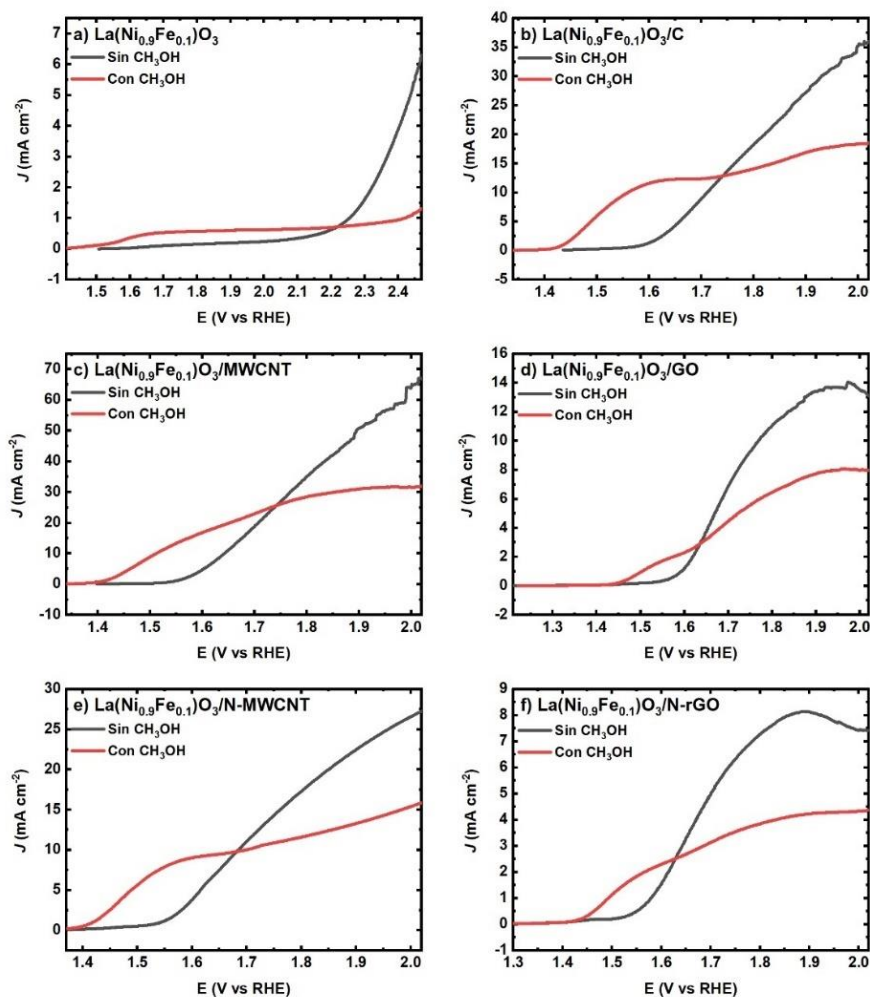 a) La(Ni₀.₉Fe₀.₁)O₃
Sin CH₃OH
Con CH₃OH
7
6
5
4
3
2
1
0
-1
J (mA cm⁻²)
1.5 1.6 1.7 1.8 1.9 2.0 2.1 2.2 2.3 2.4
E (V vs RHE)
b) La(Ni₀.₉Fe₀.₁)O₃/C
Sin CH₃OH
Con CH₃OH
40
35
30
25
20
15
10
5
0
-5
J (mA cm⁻²)
1.4 1.5 1.6 1.7 1.8 1.9 2.0
E (V vs RHE)
c) La(Ni₀.₉Fe₀.₁)O₃/MWCNT
Sin CH₃OH
Con CH₃OH
70
60
50
40
30
20
10
0
-10
J (mA cm⁻²)
1.4 1.5 1.6 1.7 1.8 1.9 2.0
E (V vs RHE)
d) La(Ni₀.₉Fe₀.₁)O₃/GO
Sin CH₃OH
Con CH₃OH
16
14
12
10
8
6
4
2
0
-2
J (mA cm⁻²)
1.3 1.4 1.5 1.6 1.7 1.8 1.9 2.0
E (V vs RHE)
e) La(Ni₀.₉Fe₀.₁)O₃/N-MWCNT
Sin CH₃OH
Con CH₃OH
30
25
20
15
10
5
0
J (mA cm⁻²)
1.4 1.5 1.6 1.7 1.8 1.9 2.0
E (V vs RHE)
f) La(Ni₀.₉Fe₀.₁)O₃/N-rGO
Sin CH₃OH
Con CH₃OH
9
8
7
6
5
4
3
2
1
0
-1
J (mA cm⁻²)
1.3 1.4 1.5 1.6 1.7 1.8 1.9 2.0
E (V vs RHE)